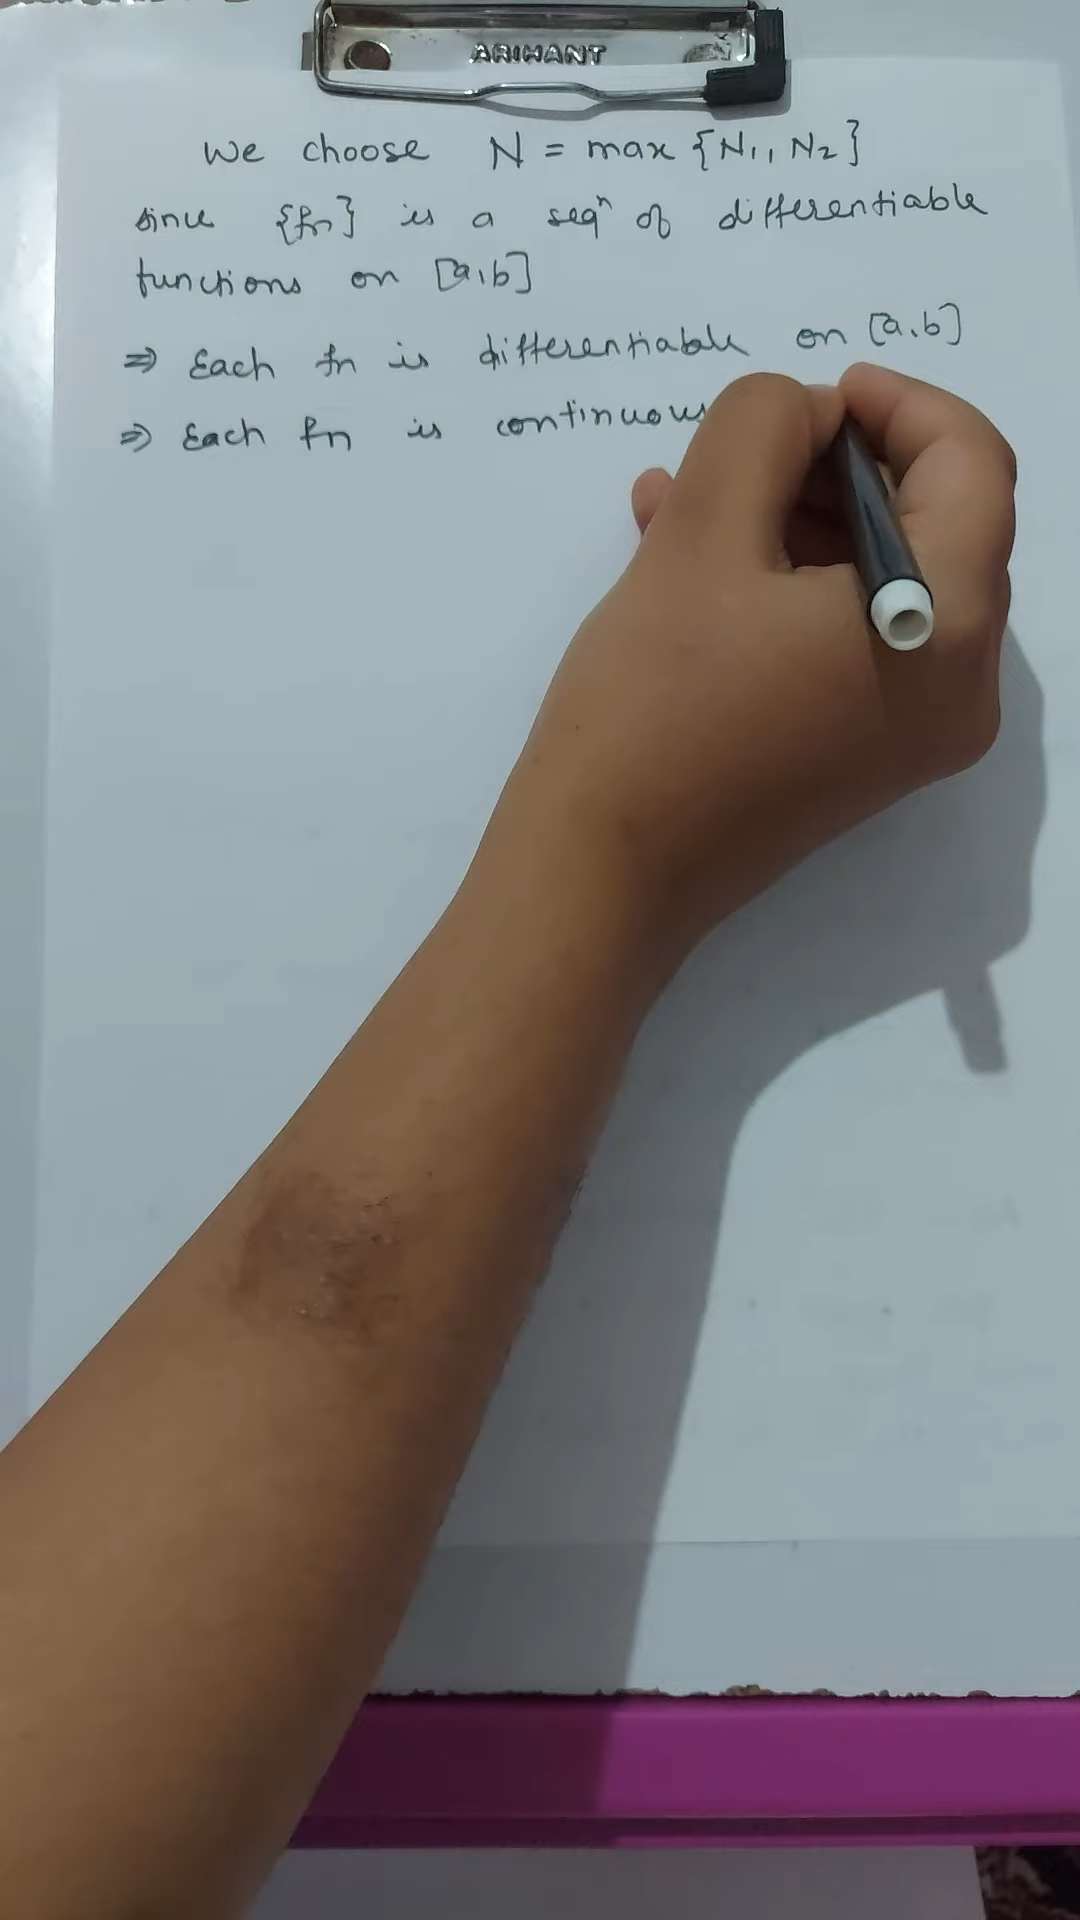 ARIHANT
We choose N = max {N₁, N₂}
since {fn} is a seqⁿ of differentiable
functions on [a,b]
⇒ Each fn is differentiable on [a,b]
⇒ Each fn is continuous